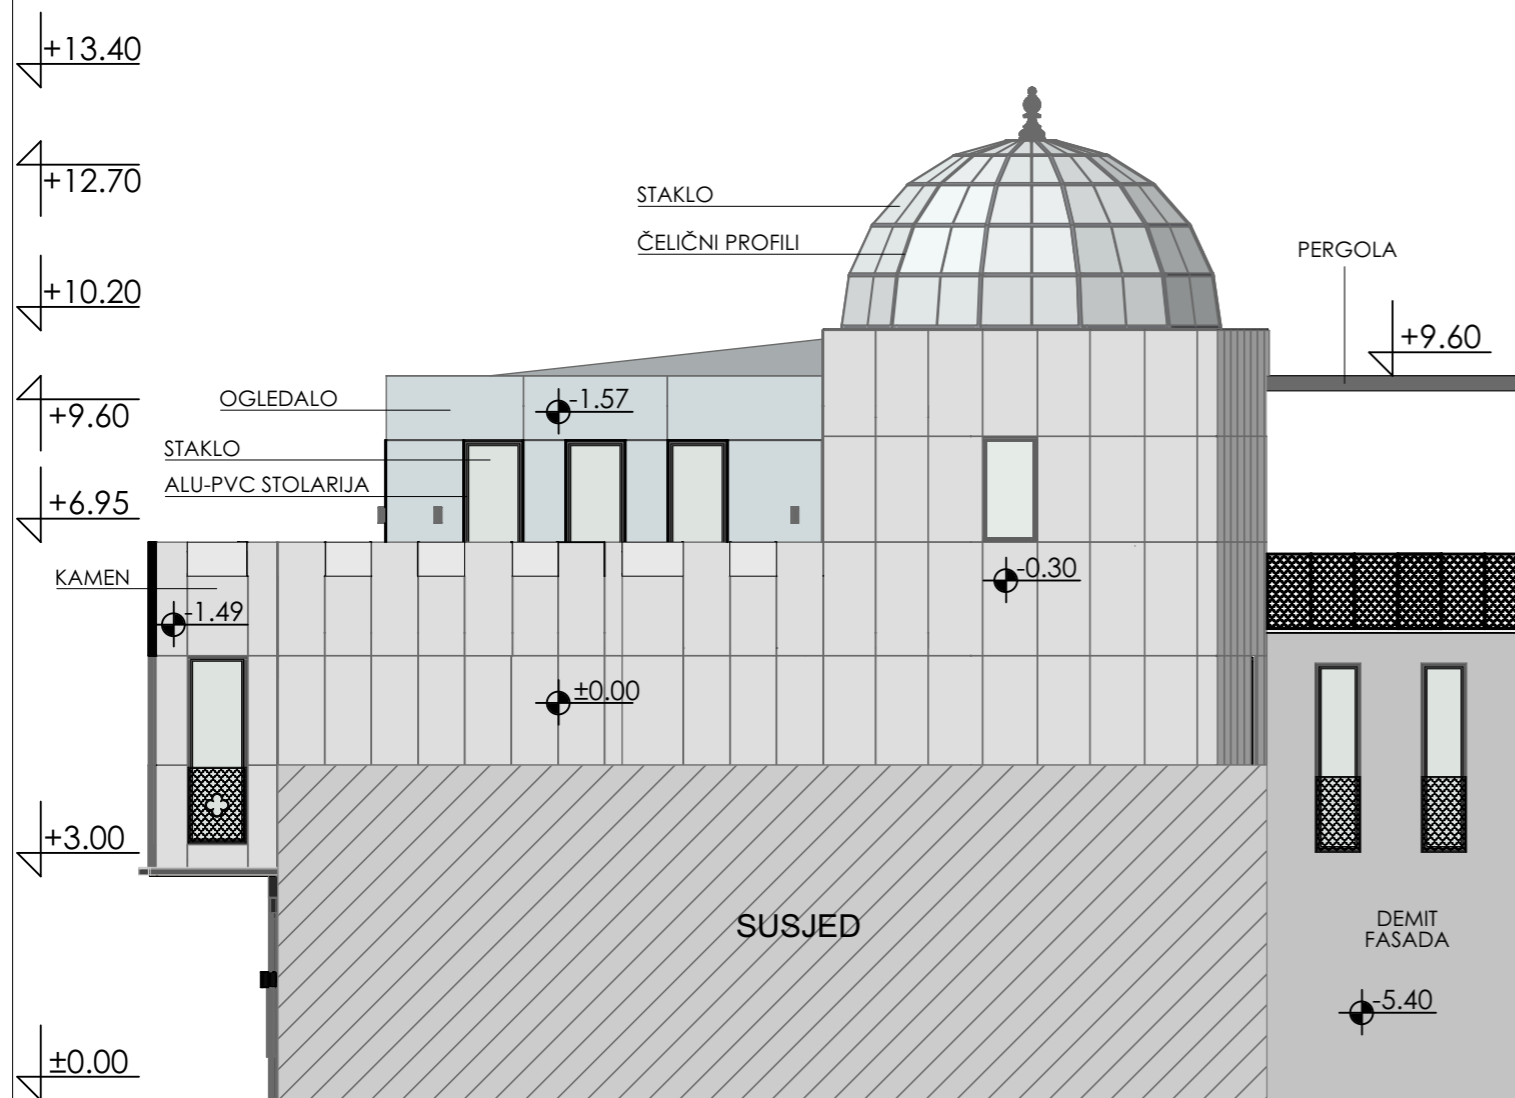 +13.40
+12.70
STAKLO
ČELIČNI PROFILI
PERGOLA
+10.20
+9.60
OGLEDALO
-1.57
+9.60
STAKLO
ALU-PVC STOLARIJA
+6.95
KAMEN
-0.30
-1.49
±0.00
+3.00
SUSJED
DEMIT
FASADA
-5.40
±0.00